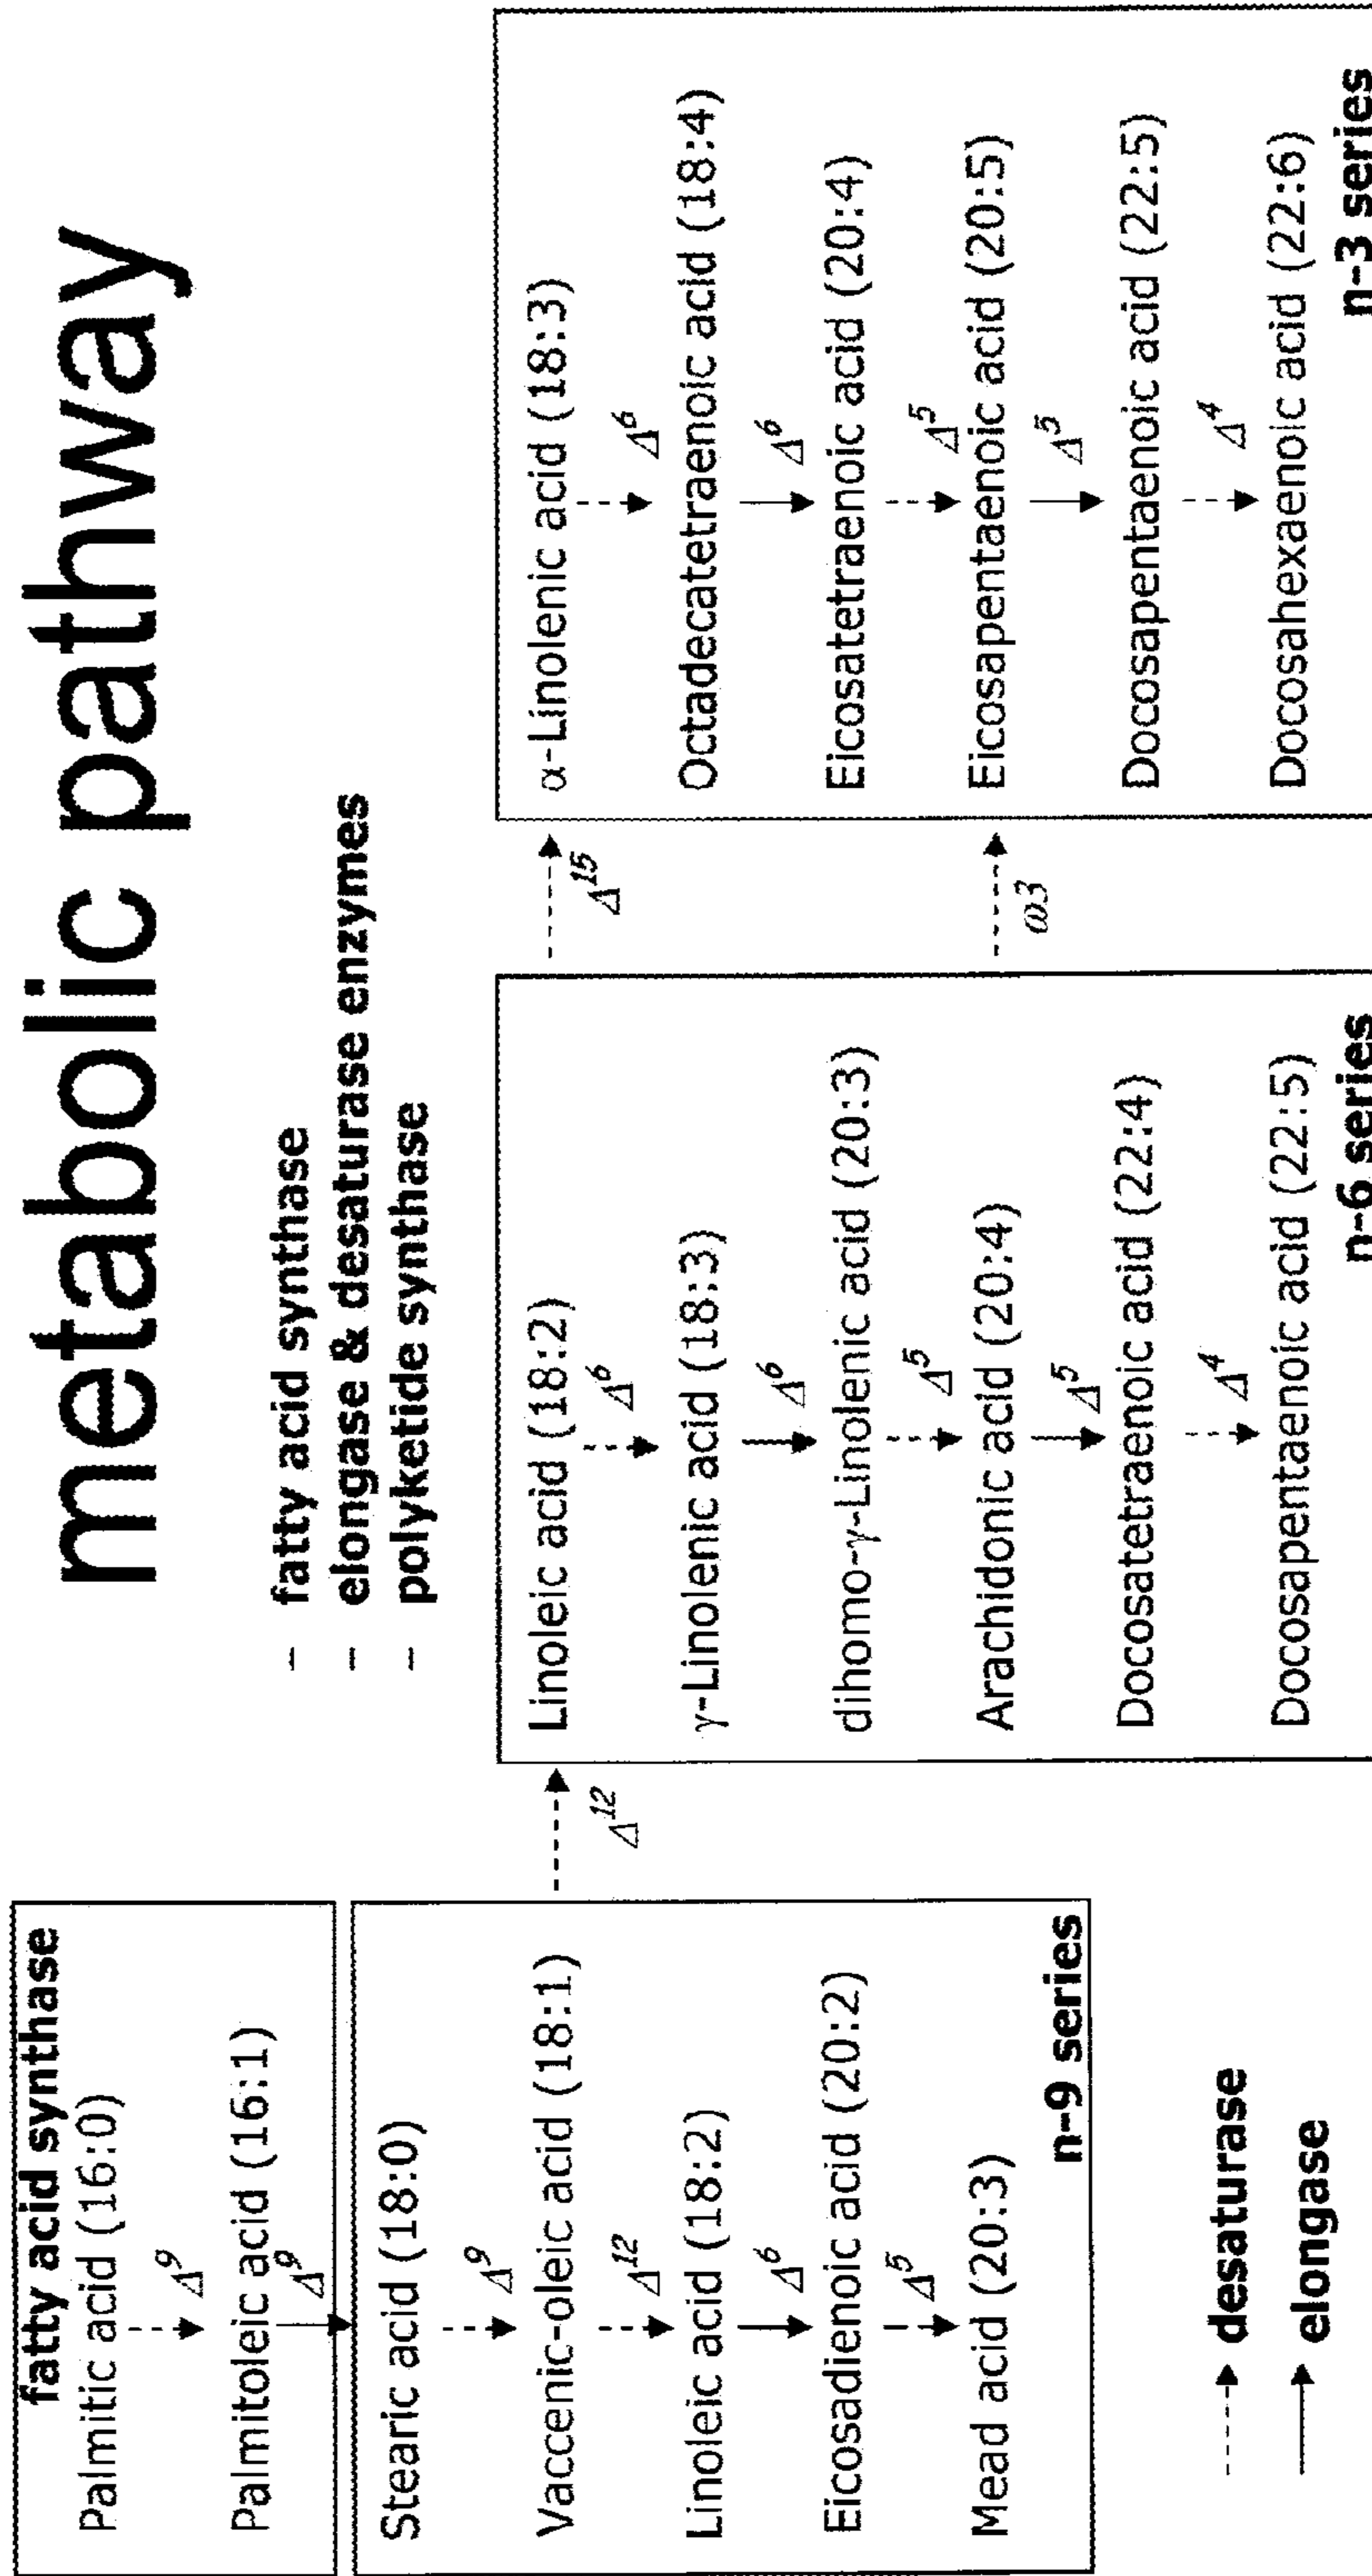 metabolic pathway
– fatty acid synthase
– elongase & desaturase enzymes
– polyketide synthase
fatty acid synthase
Palmitic acid (16:0)
Δ9
Palmitoleic acid (16:1)
Δ9
Stearic acid (18:0)
Δ9
Vaccenic-oleic acid (18:1)
Δ12
Linoleic acid (18:2)
Δ6
Eicosadienoic acid (20:2)
Δ5
Mead acid (20:3)
n-9 series
Δ12
Linoleic acid (18:2)
Δ6
γ-Linolenic acid (18:3)
Δ6
dihomo-γ-Linolenic acid (20:3)
Δ5
Arachidonic acid (20:4)
Δ5
Docosatetraenoic acid (22:4)
Δ4
Docosapentaenoic acid (22:5)
n-6 series
Δ15
ω3
α-Linolenic acid (18:3)
Δ6
Octadecatetraenoic acid (18:4)
Δ6
Eicosatetraenoic acid (20:4)
Δ5
Eicosapentaenoic acid (20:5)
Δ5
Docosapentaenoic acid (22:5)
Δ4
Docosahexaenoic acid (22:6)
n-3 series
desaturase
elongase